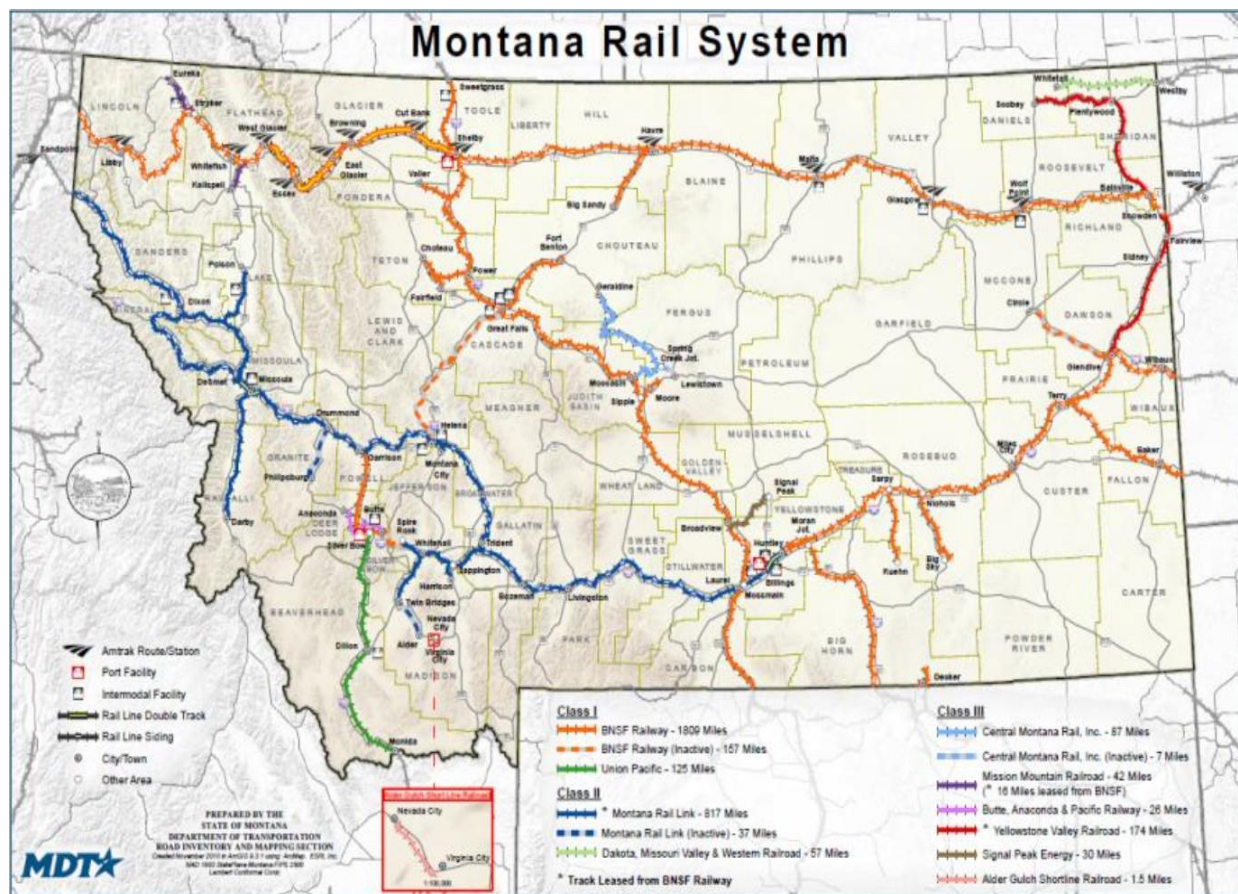 Montana Rail System
Eureka
Stryker
LINCOLN
FLATHEAD
GLACIER
Sweetgrass
TOOLE
LIBERTY
HILL
Whitetail
Westby
Scobey
Plentywood
DANIELS
SHERIDAN
Sandpoint
Libby
West Glacier
Browning
Cut Bank
Shelby
Havre
VALLEY
ROOSEVELT
Whitefish
Kalispell
Essex
East
Glacier
Valier
PONDERA
BLAINE
Malta
Glasgow
Wolf
Point
Bainville
Williston
Big Sandy
Snowden
RICHLAND
Fairview
SANDERS
Polson
LAKE
Choteau
TETON
Fort
Benton
CHOUTEAU
PHILLIPS
Sidney
Power
Fairfield
MCCONE
Circle
DAWSON
Dixon
MINERAL
Geraldine
LEWIS
AND
CLARK
Great Falls
CASCADE
FERGUS
GARFIELD
MISSOULA
Desmet
Missoula
Spring
Creek Jct.
PETROLEUM
Wibaux
Glendive
PRAIRIE
Moccasin
Lewistown
Sipple
Moore
JUDITH
BASIN
Terry
WIBAUX
Drummond
Helena
MEAGHER
MUSSELSHELL
Miles
City
Baker
GRANITE
Philipsburg
Garrison
POWELL
Montana
City
JEFFERSON
BROADWATER
GOLDEN
VALLEY
WHEATLAND
Signal
Peak
TREASURE
ROSEBUD
Sarpy
CUSTER
FALLON
RAVALLI
Darby
Anaconda
DEER
LODGE
Butte
Spire
Rock
Silver Bow
SILVER
BOW
Whitehall
GALLATIN
Trident
Broadview
YELLOWSTONE
Moran
Jct.
Nichols
Huntley
SWEET
GRASS
STILLWATER
Kuehn
Big
Sky
Sappington
Harrison
Bozeman
Livingston
Laurel
Billings
Mossmain
CARTER
BEAVERHEAD
Twin Bridges
Nevada
City
Alder
Virginia
City
PARK
CARBON
BIG
HORN
POWDER
RIVER
Dillon
MADISON
Decker
Monida
Amtrak Route/Station
Port Facility
Intermodal Facility
Rail Line Double Track
Rail Line Siding
City/Town
Other Area
Class I
BNSF Railway - 1809 Miles
BNSF Railway (Inactive) - 157 Miles
Union Pacific - 125 Miles
Class II
* Montana Rail Link - 817 Miles
Montana Rail Link (Inactive) - 37 Miles
Dakota, Missouri Valley & Western Railroad - 57 Miles
* Track Leased from BNSF Railway
Class III
Central Montana Rail, Inc. - 87 Miles
Central Montana Rail, Inc. (Inactive) - 7 Miles
Mission Mountain Railroad - 42 Miles
(* 16 Miles leased from BNSF)
Butte, Anaconda & Pacific Railway - 26 Miles
* Yellowstone Valley Railroad - 174 Miles
Signal Peak Energy - 30 Miles
Alder Gulch Shortline Railroad - 1.5 Miles
Alder Gulch Short Line Railroad
Nevada City
Virginia City
1:100,000
PREPARED BY THE
STATE OF MONTANA
DEPARTMENT OF TRANSPORTATION
ROAD INVENTORY AND MAPPING SECTION
MDT